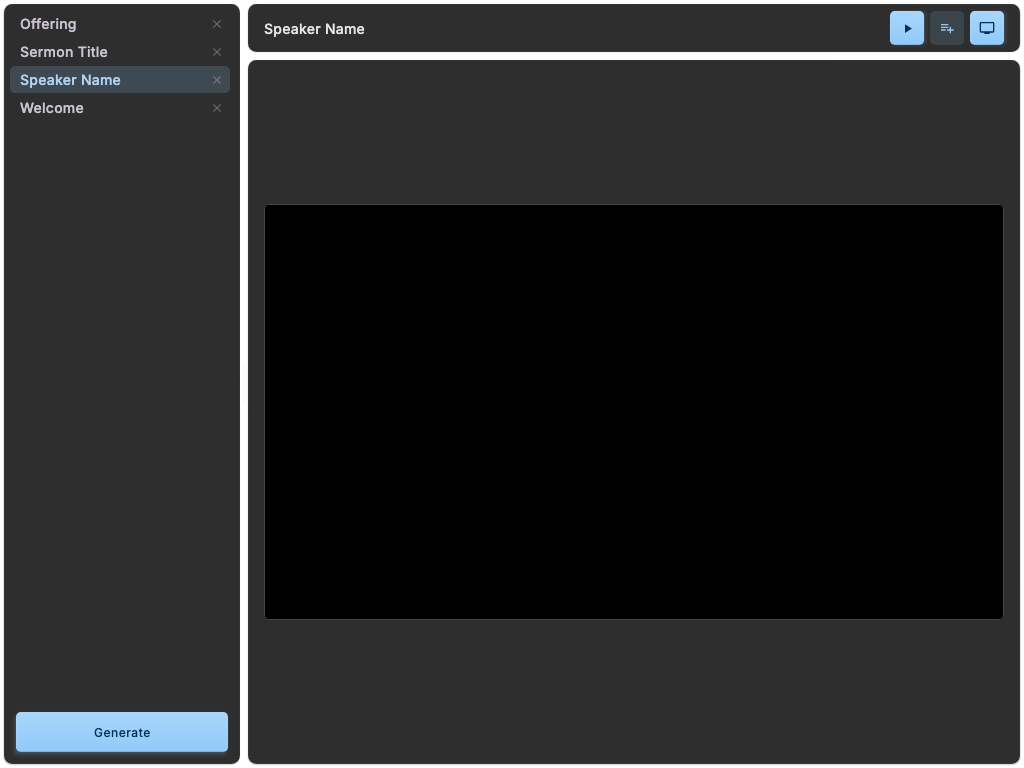 Offering
Sermon Title
Speaker Name
Welcome
Generate
Speaker Name